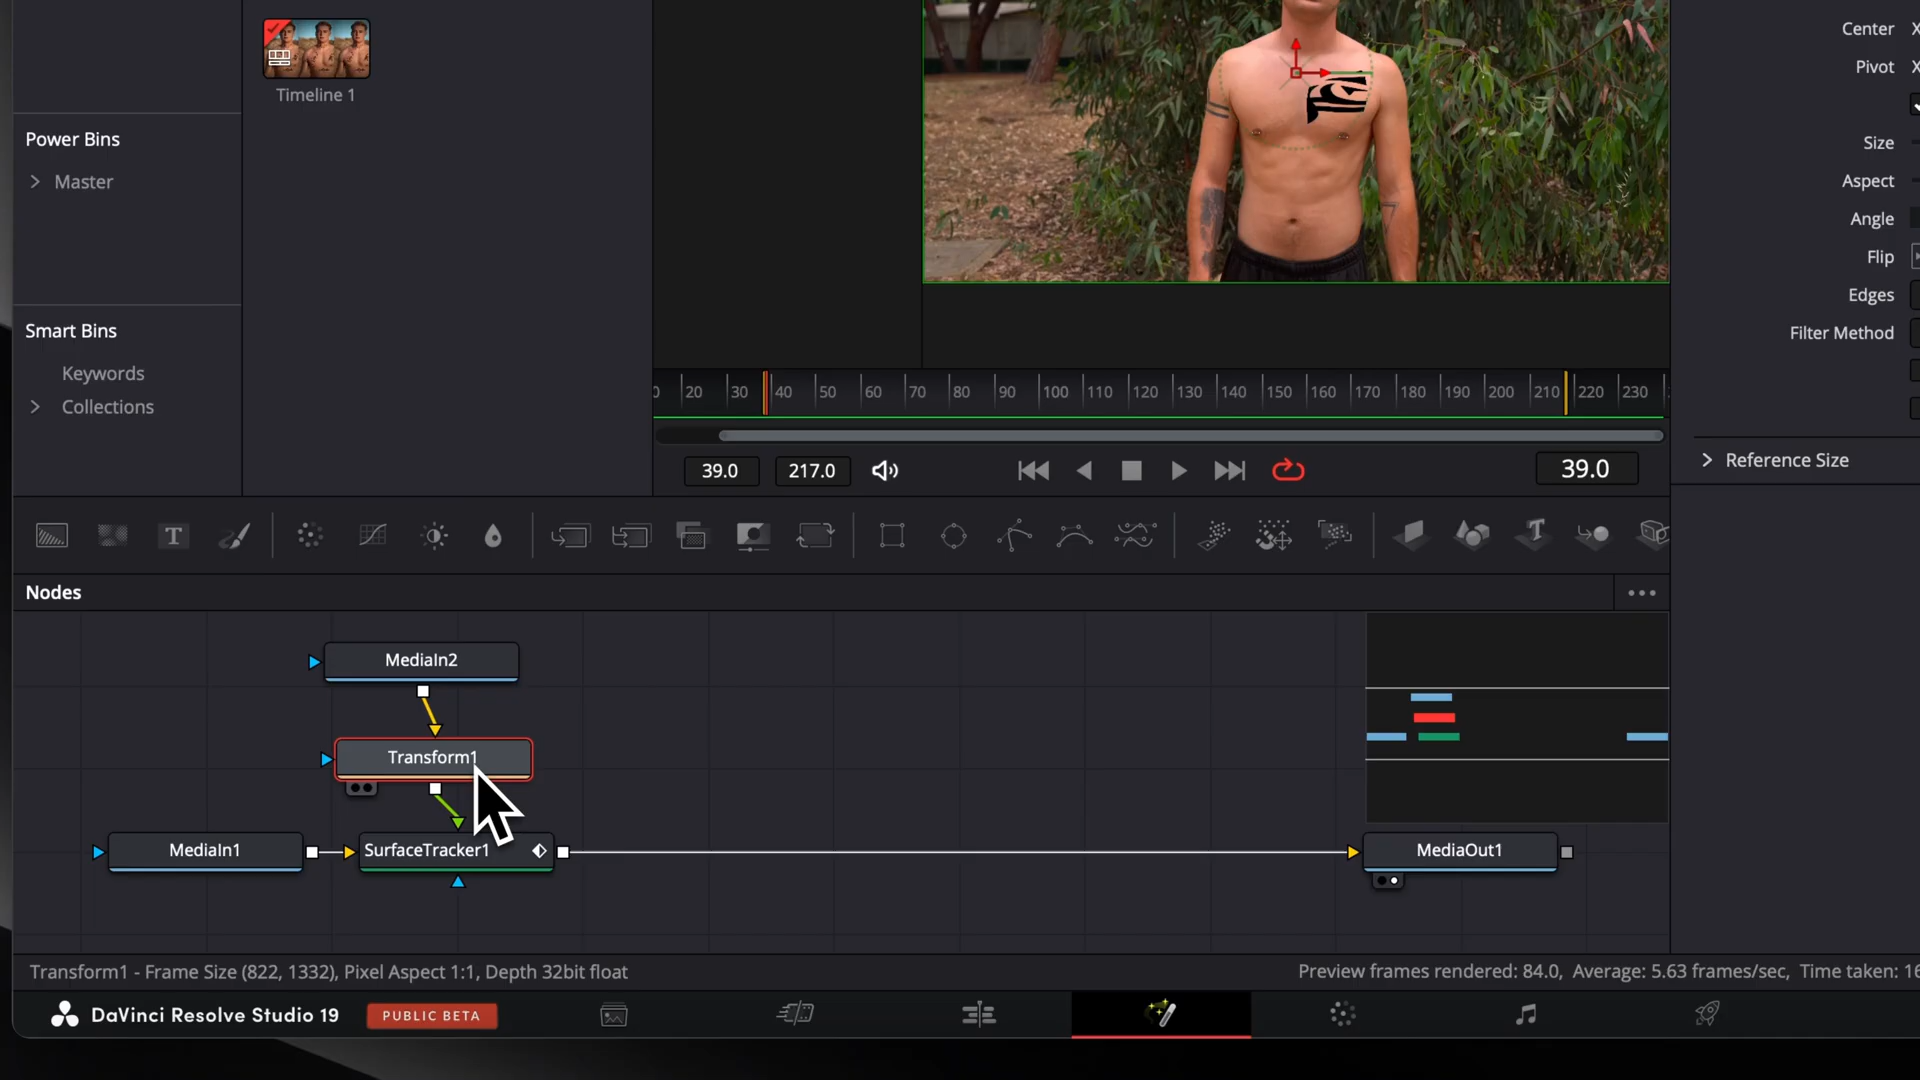 Timeline 1
Power Bins
Master
Smart Bins
Keywords
Collections
Center X
Pivot X
Size
Aspect
Angle
Flip
Edges
Filter Method
Reference Size
0 20 30 40 50 60 70 80 90 100 110 120 130 140 150 160 170 180 190 200 210 220 230
39.0 217.0 39.0
Nodes
MediaIn2
Transform1
MediaIn1
SurfaceTracker1
MediaOut1
Transform1 - Frame Size (822, 1332), Pixel Aspect 1:1, Depth 32bit float
Preview frames rendered: 84.0, Average: 5.63 frames/sec, Time taken: 16
DaVinci Resolve Studio 19 PUBLIC BETA